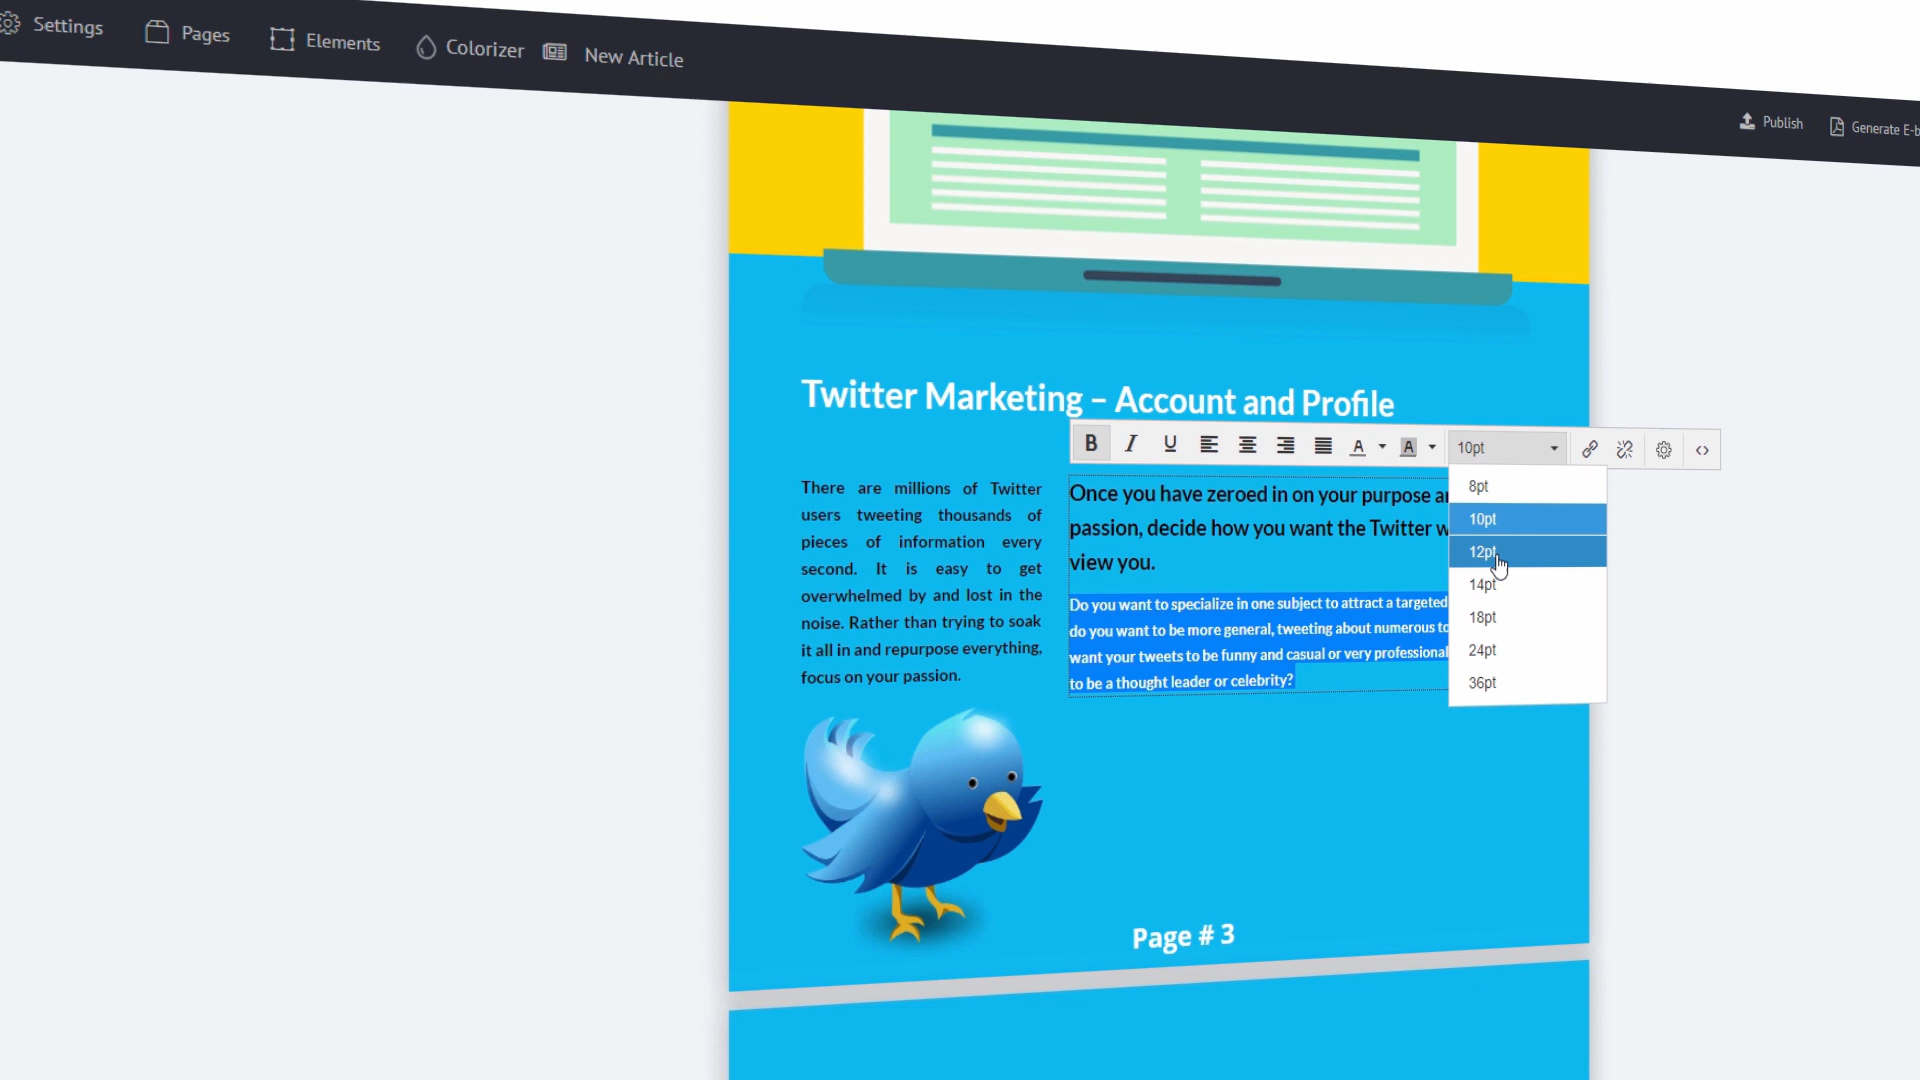 Settings
Pages
Elements
Colorizer
New Article
Publish
Generate E-b
Twitter Marketing – Account and Profile
B I U A A 10pt
8pt
10pt
12pt
14pt
18pt
24pt
36pt
There are millions of Twitter
users tweeting thousands of
pieces of information every
second. It is easy to get
overwhelmed by and lost in the
noise. Rather than trying to soak
it all in and repurpose everything,
focus on your passion.
Once you have zeroed in on your purpose
passion, decide how you want the Twitter
view you.
Do you want to specialize in one subject to attract a targeted
do you want to be more general, tweeting about numerous
want your tweets to be funny and casual or very professional
to be a thought leader or celebrity?
Page # 3